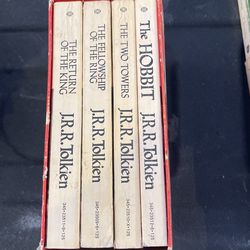 THE RETURN
OF THE KING
J.R.R. Tolkien
THE FELLOWSHIP
OF THE RING
J.R.R. Tolkien
THE TWO TOWERS
J.R.R. Tolkien
The HOBBIT
J.R.R. Tolkien